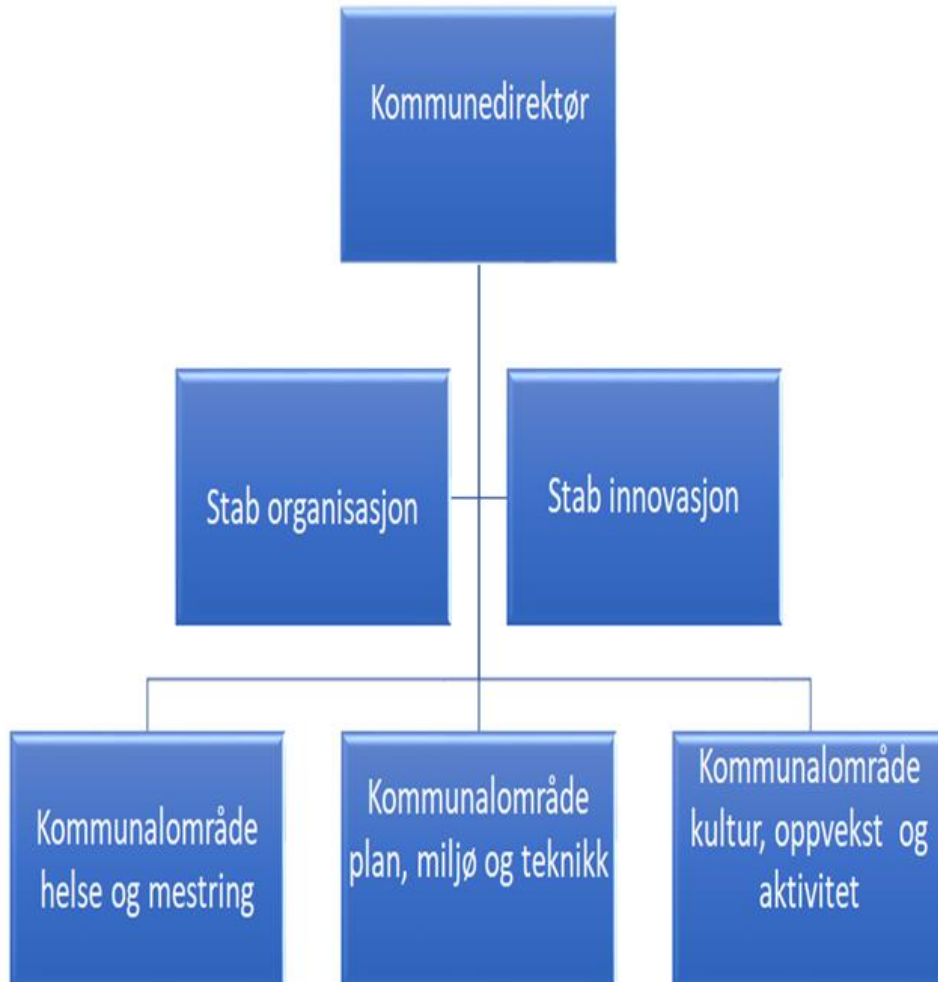 Kommunedirektør
Stab organisasjon
Stab innovasjon
Kommunalområde
helse og mestring
Kommunalområde
plan, miljø og teknikk
Kommunalområde
kultur, oppvekst og
aktivitet